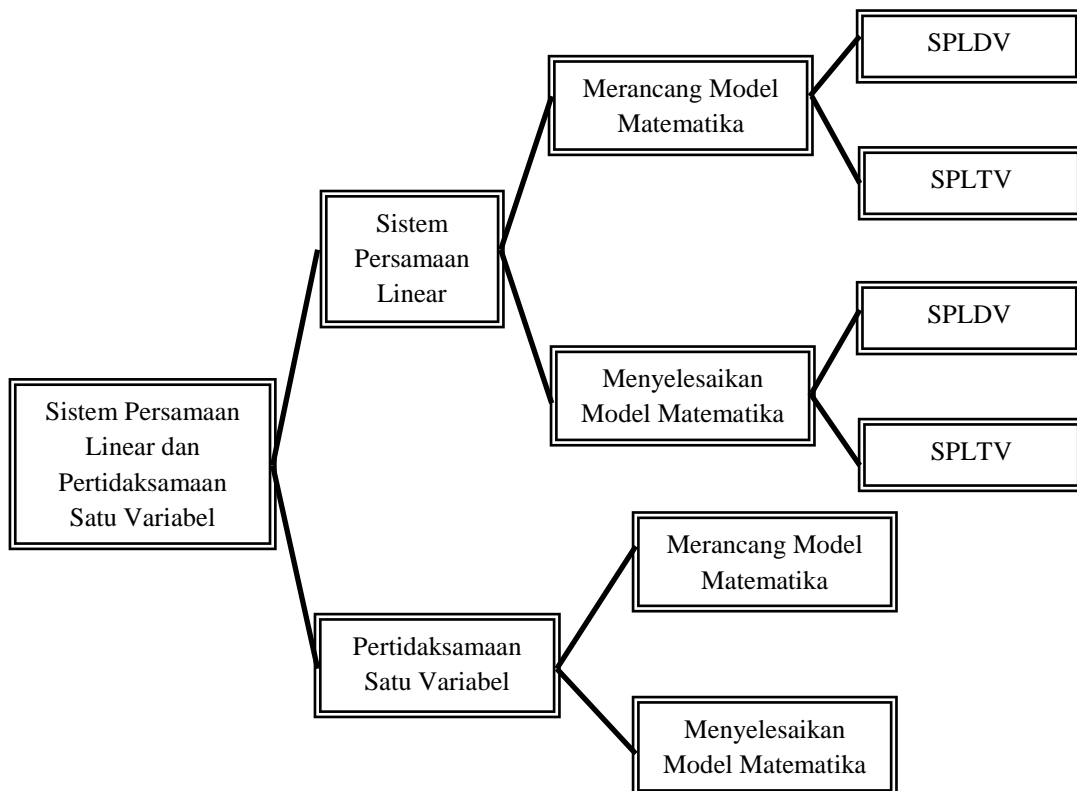 Sistem Persamaan
Linear dan
Pertidaksamaan
Satu Variabel
Sistem
Persamaan
Linear
Merancang Model
Matematika
SPLDV
SPLTV
Menyelesaikan
Model Matematika
SPLDV
SPLTV
Pertidaksamaan
Satu Variabel
Merancang Model
Matematika
Menyelesaikan
Model Matematika